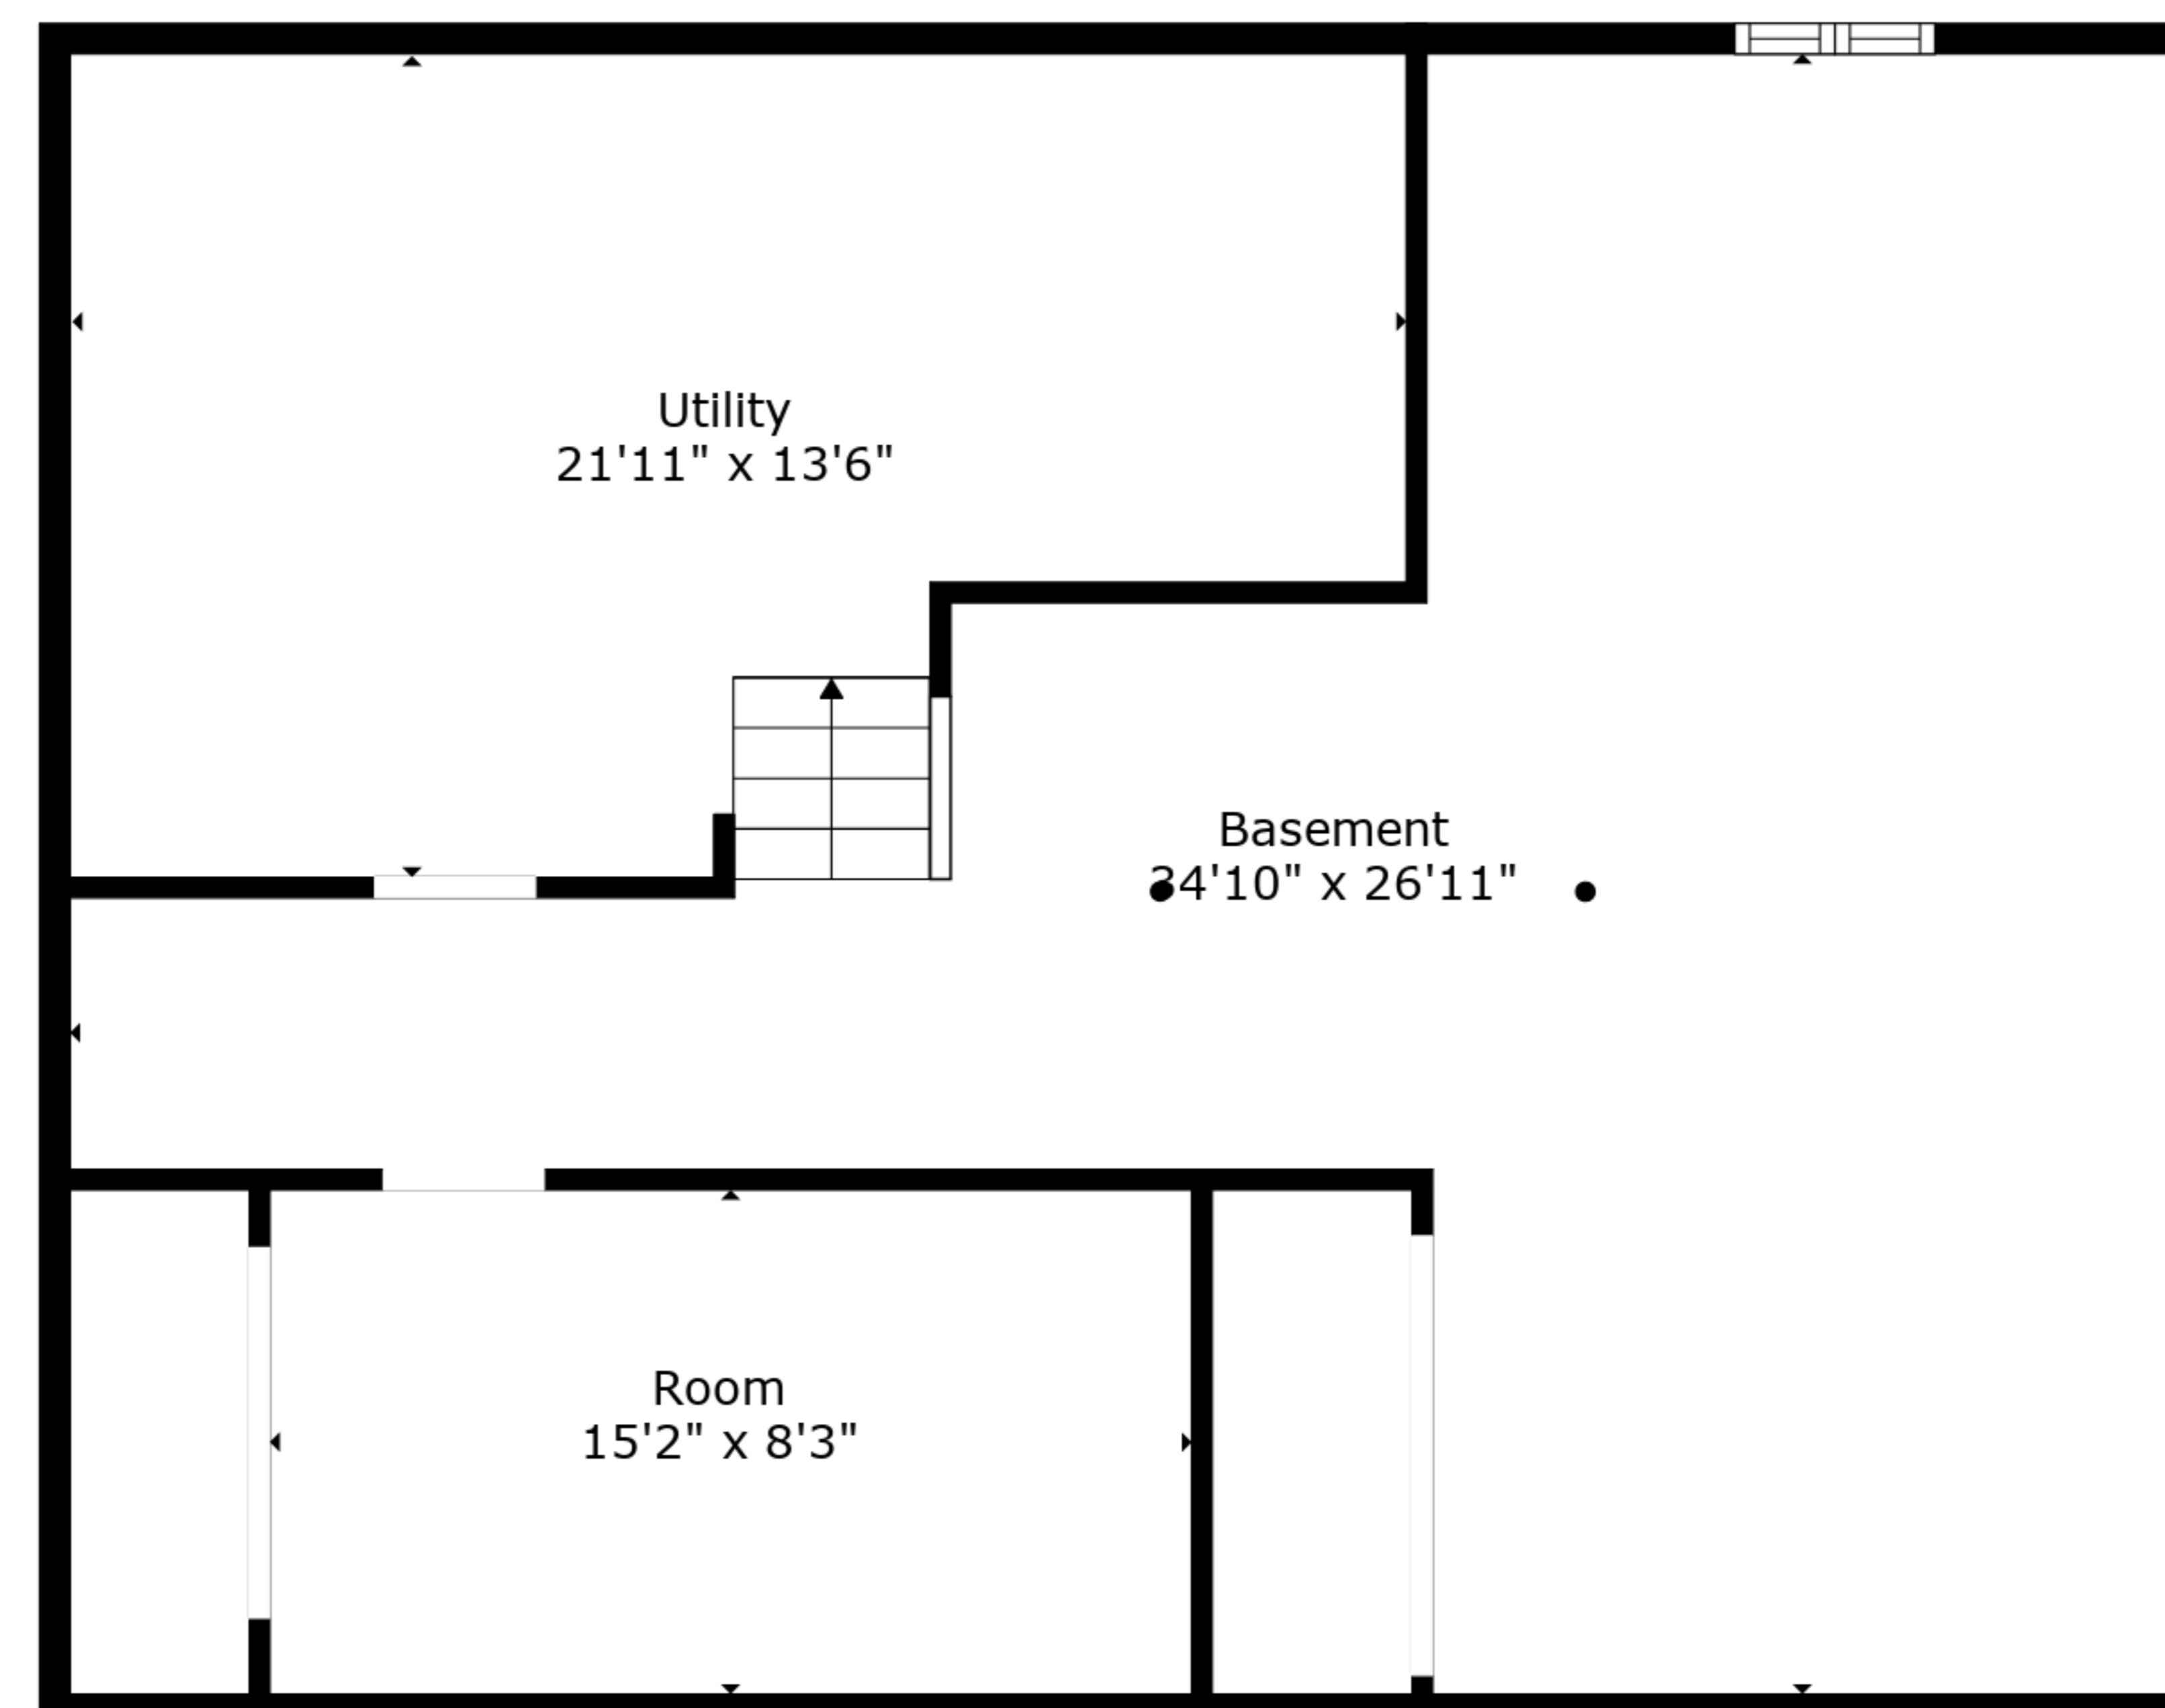 Utility
21'11" x 13'6"
Basement
34'10" x 26'11"
Room
15'2" x 8'3"